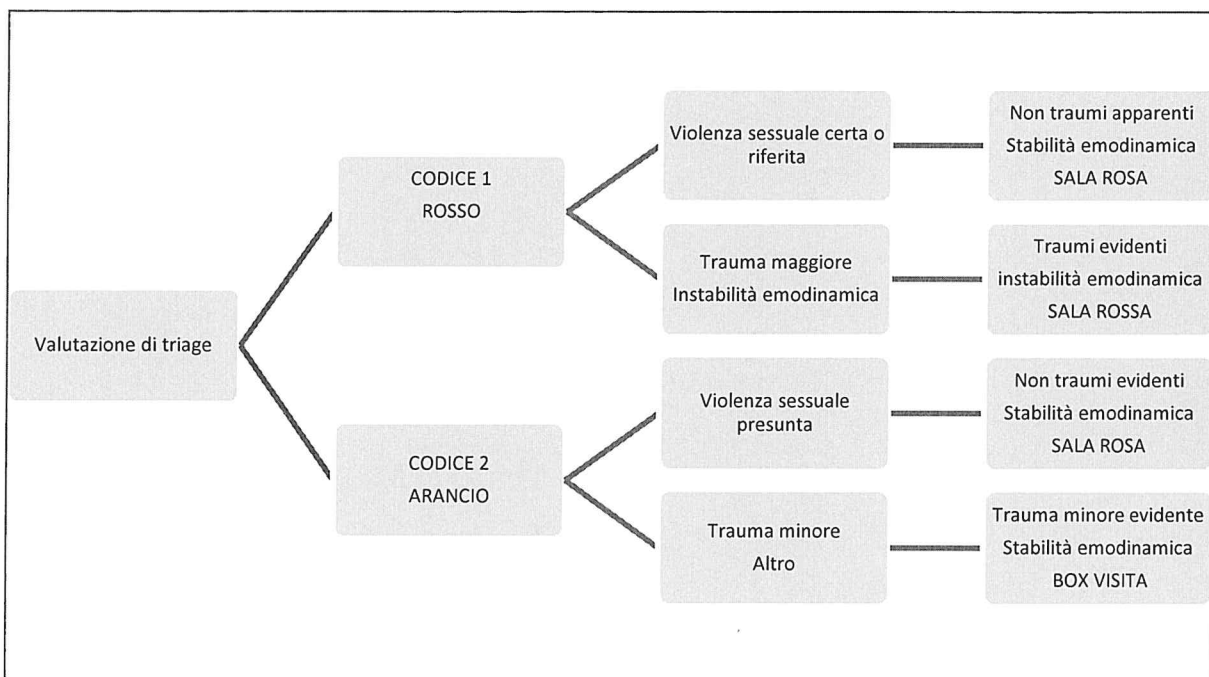 Valutazione di triage
CODICE 1
ROSSO
Violenza sessuale certa o
riferita
Non traumi apparenti
Stabilità emodinamica
SALA ROSA
Trauma maggiore
Instabilità emodinamica
Traumi evidenti
instabilità emodinamica
SALA ROSSA
CODICE 2
ARANCIO
Violenza sessuale
presunta
Non traumi evidenti
Stabilità emodinamica
SALA ROSA
Trauma minore
Altro
Trauma minore evidente
Stabilità emodinamica
BOX VISITA